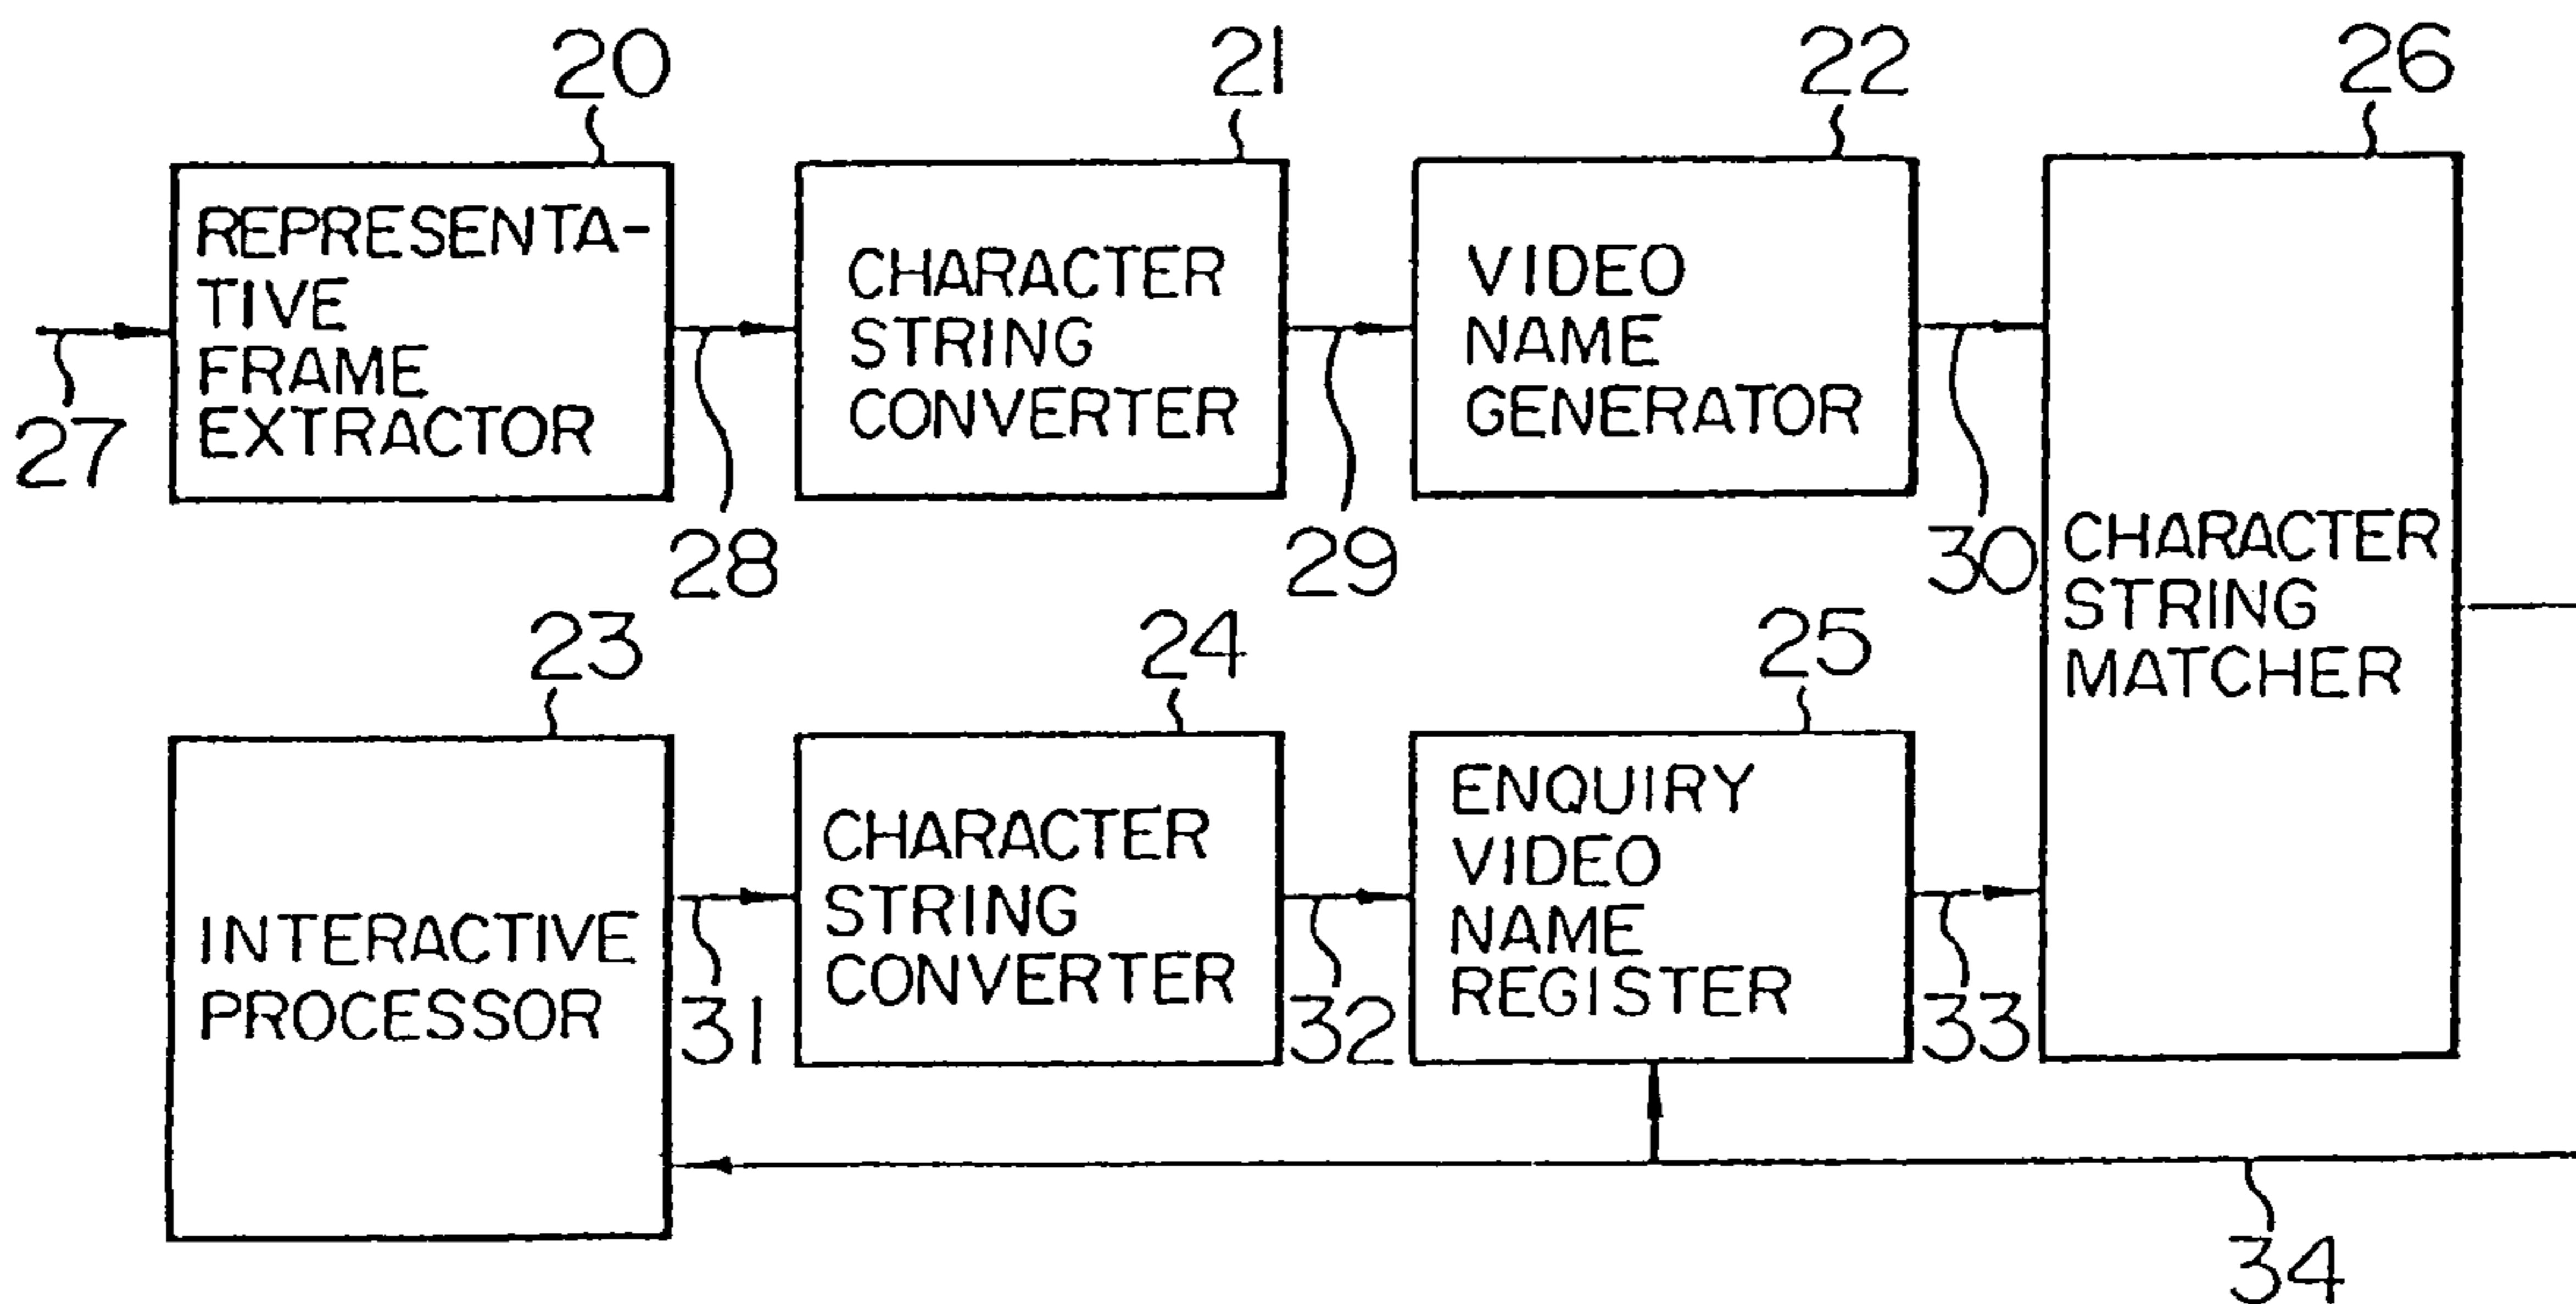 20
21
22
26
REPRESENTA-
TIVE
FRAME
EXTRACTOR
CHARACTER
STRING
CONVERTER
VIDEO
NAME
GENERATOR
CHARACTER
STRING
MATCHER
27
28
29
30
23
24
25
INTERACTIVE
PROCESSOR
CHARACTER
STRING
CONVERTER
ENQUIRY
VIDEO
NAME
REGISTER
31
32
33
34